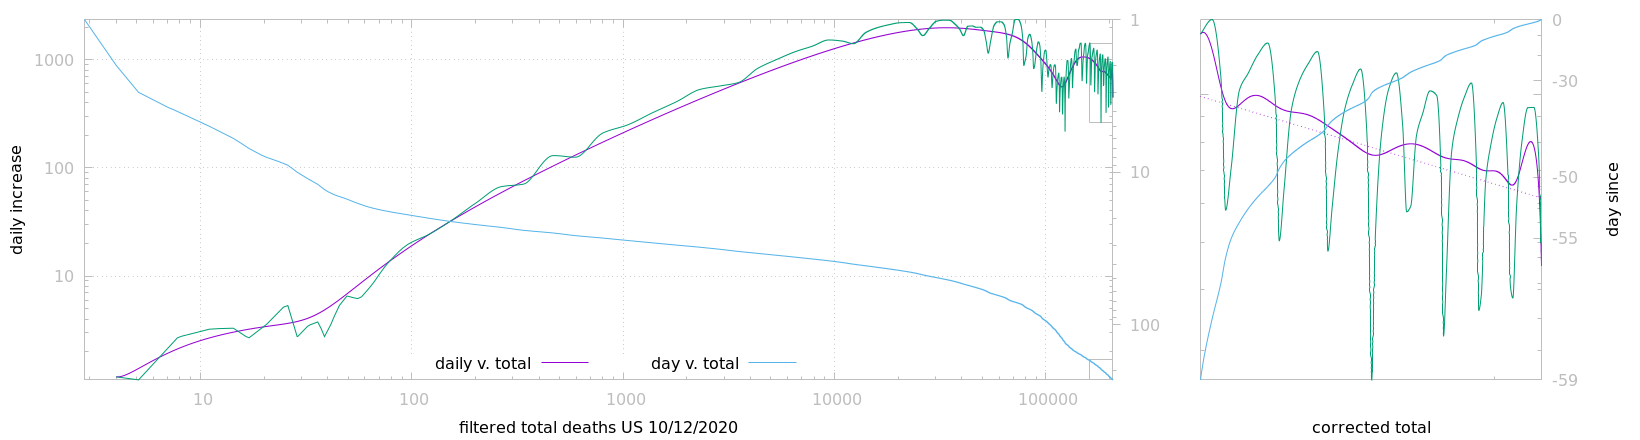 1000
100
10
daily increase
10
100
1000
10000
100000
filtered total deaths US 10/12/2020
daily v. total
day v. total
1
10
100
0
-30
-50
-55
-59
day since
corrected total